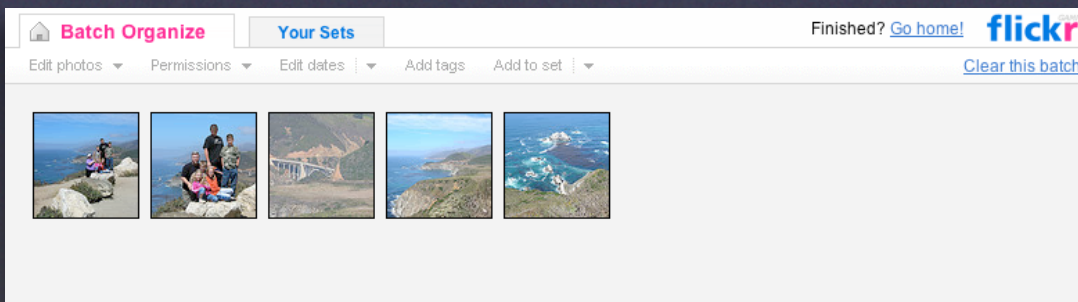 Batch Organize
Your Sets
Finished? Go home!
flickr
Edit photos
Permissions
Edit dates
Add tags
Add to set
Clear this batch